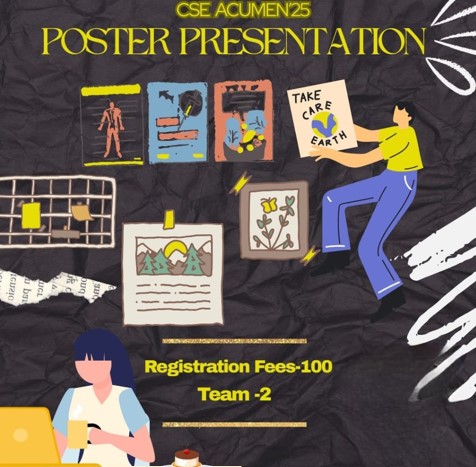 CSE ACUMEN'25
POSTER PRESENTATION
TAKE
CARE
EARTH
Registration Fees-100
Team -2